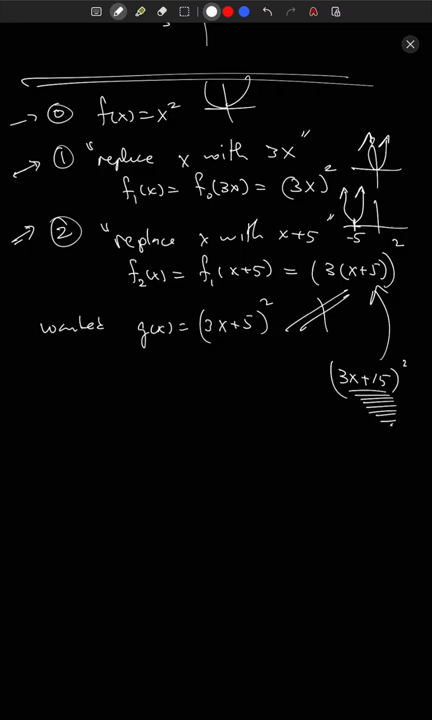 → ⓪ f(x) = x²
→ ① "replace x with 3x"
f₁(x) = f₀(3x) = (3x)²
⇒ ② "replace x with x+5"
-5
f₂(x) = f₁(x+5) = (3(x+5))²
wanted g(x) = (3x+5)²
(3x+15)²